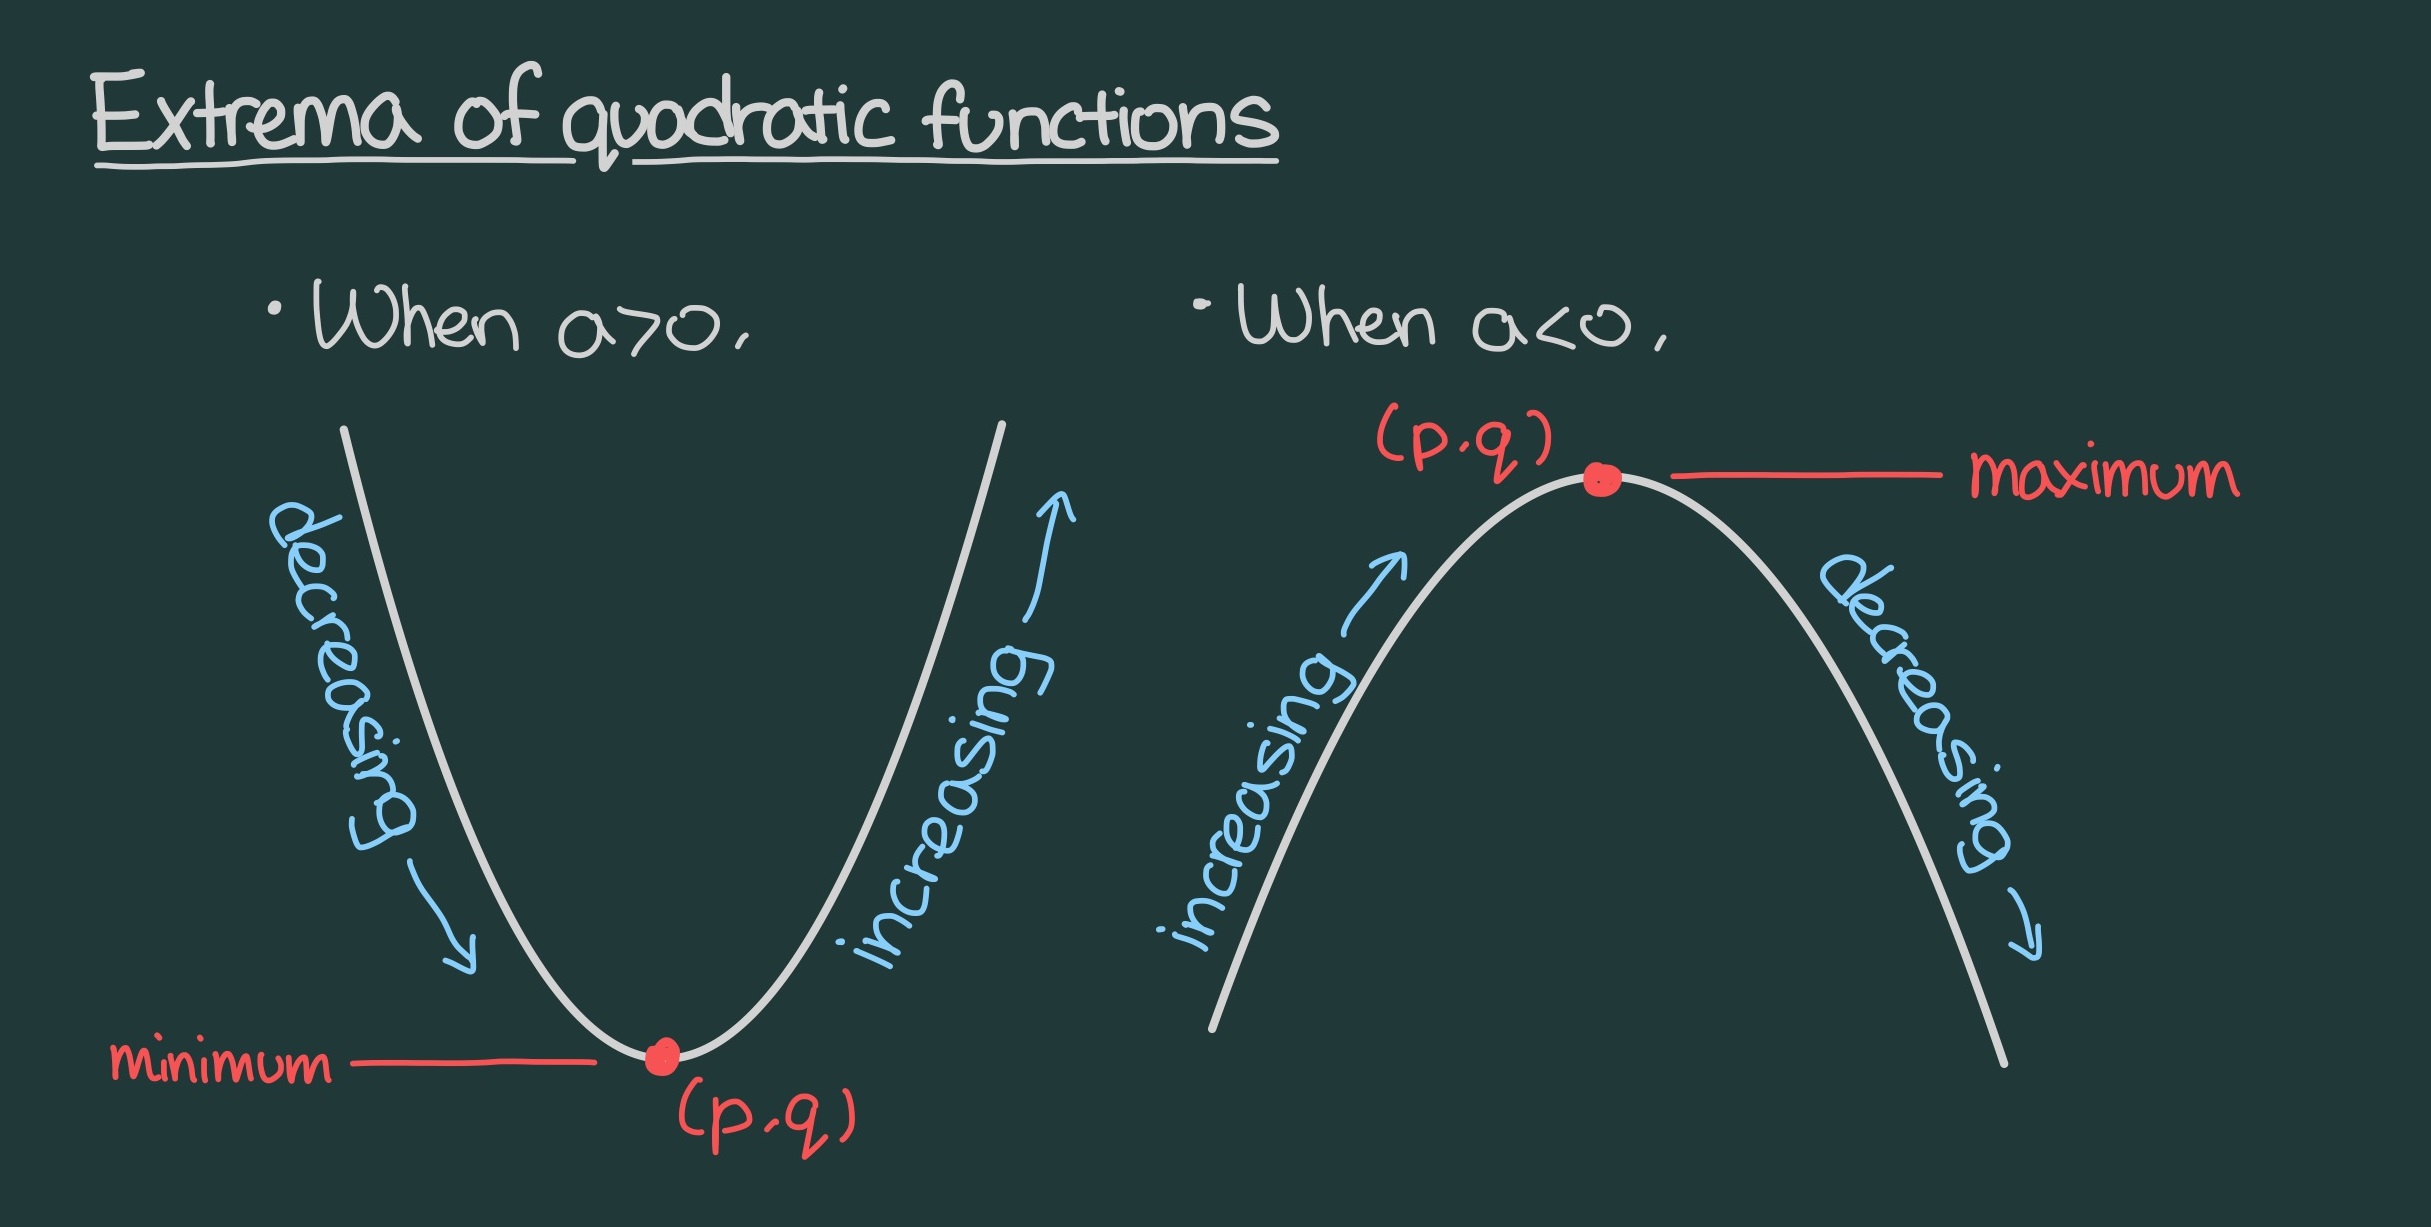 Extrema of quadratic functions
· When a>0,
decreasing
increasing
minimum
(p,q)
· When a<0,
(p,q)
maximum
increasing
decreasing